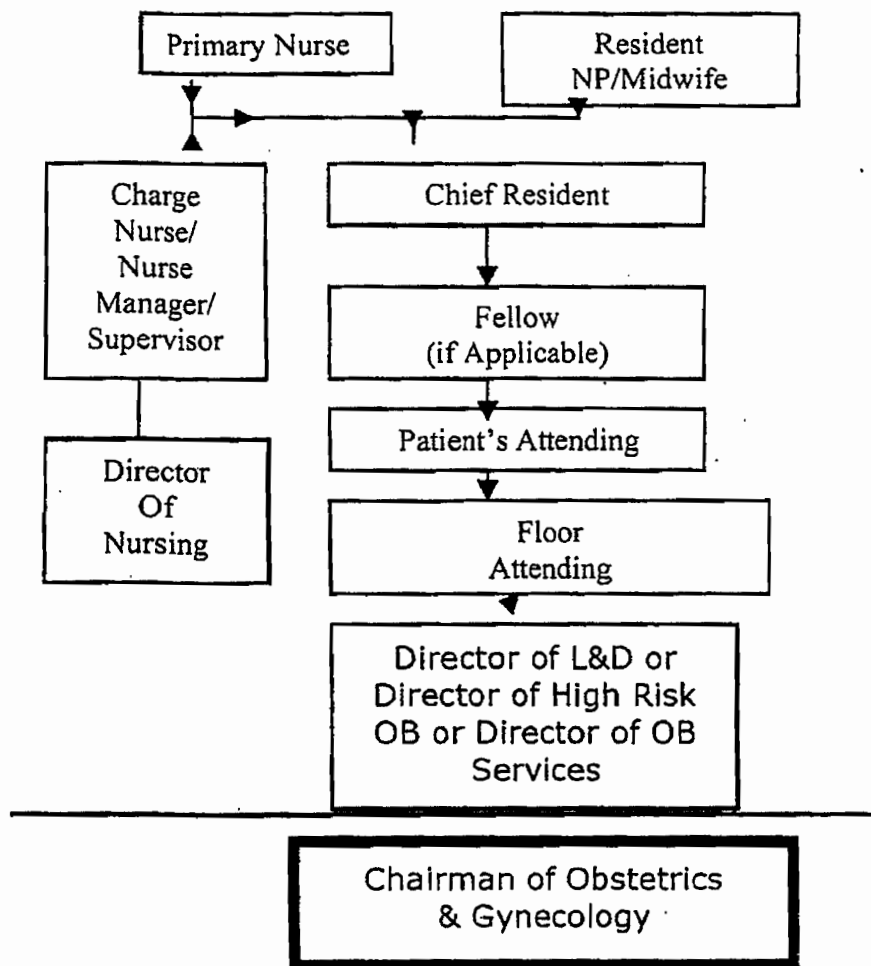 Primary Nurse
Resident
NP/Midwife
Charge
Nurse/
Nurse
Manager/
Supervisor
Chief Resident
Fellow
(if Applicable)
Patient's Attending
Director
Of
Nursing
Floor
Attending
Director of L&D or
Director of High Risk
OB or Director of OB
Services
Chairman of Obstetrics
& Gynecology